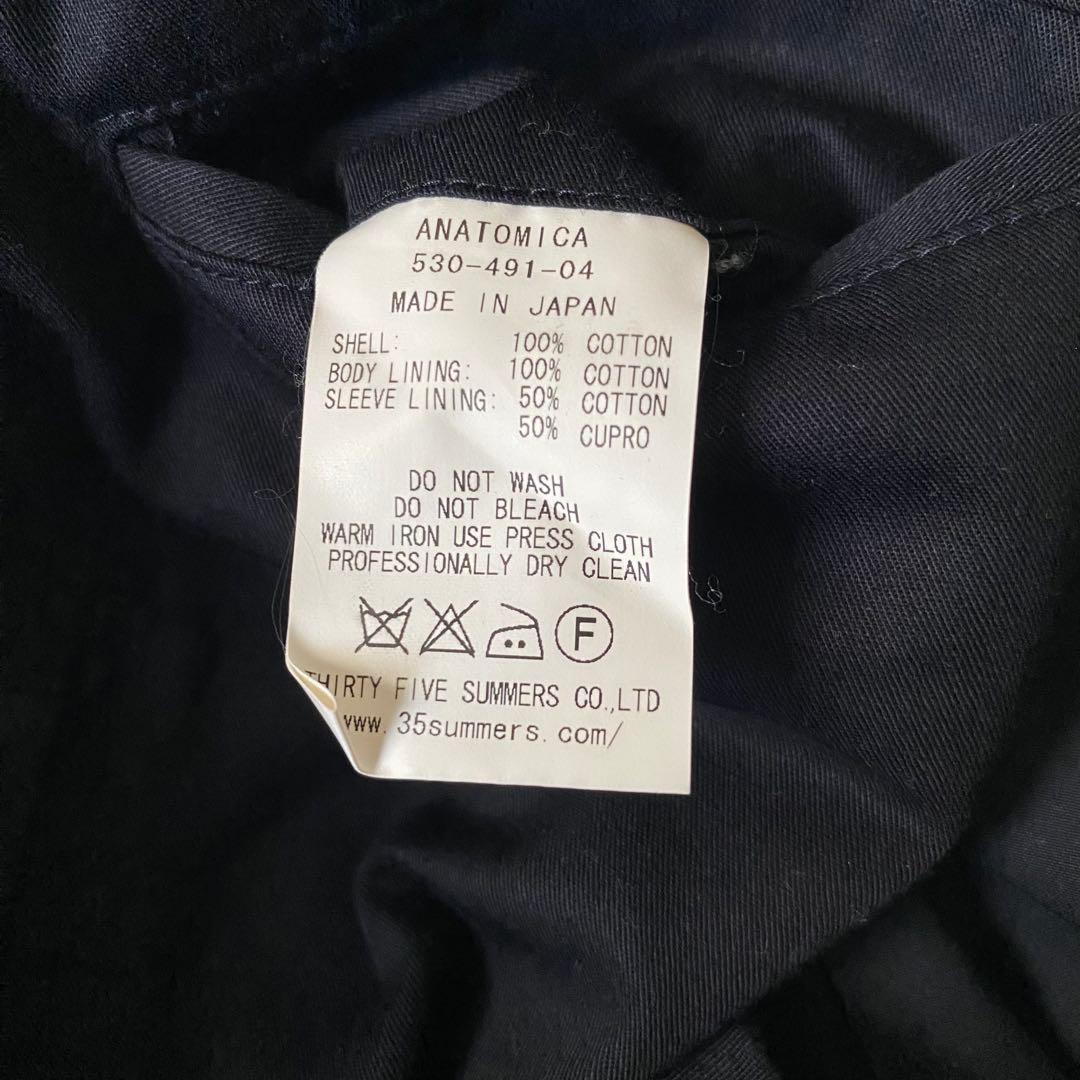 ANATOMICA
530-491-04
MADE IN JAPAN
SHELL: 100% COTTON
BODY LINING: 100% COTTON
SLEEVE LINING: 50% COTTON
50% CUPRO
DO NOT WASH
DO NOT BLEACH
WARM IRON USE PRESS CLOTH
PROFESSIONALLY DRY CLEAN
F
THIRTY FIVE SUMMERS CO.,LTD
www.35summers.com/